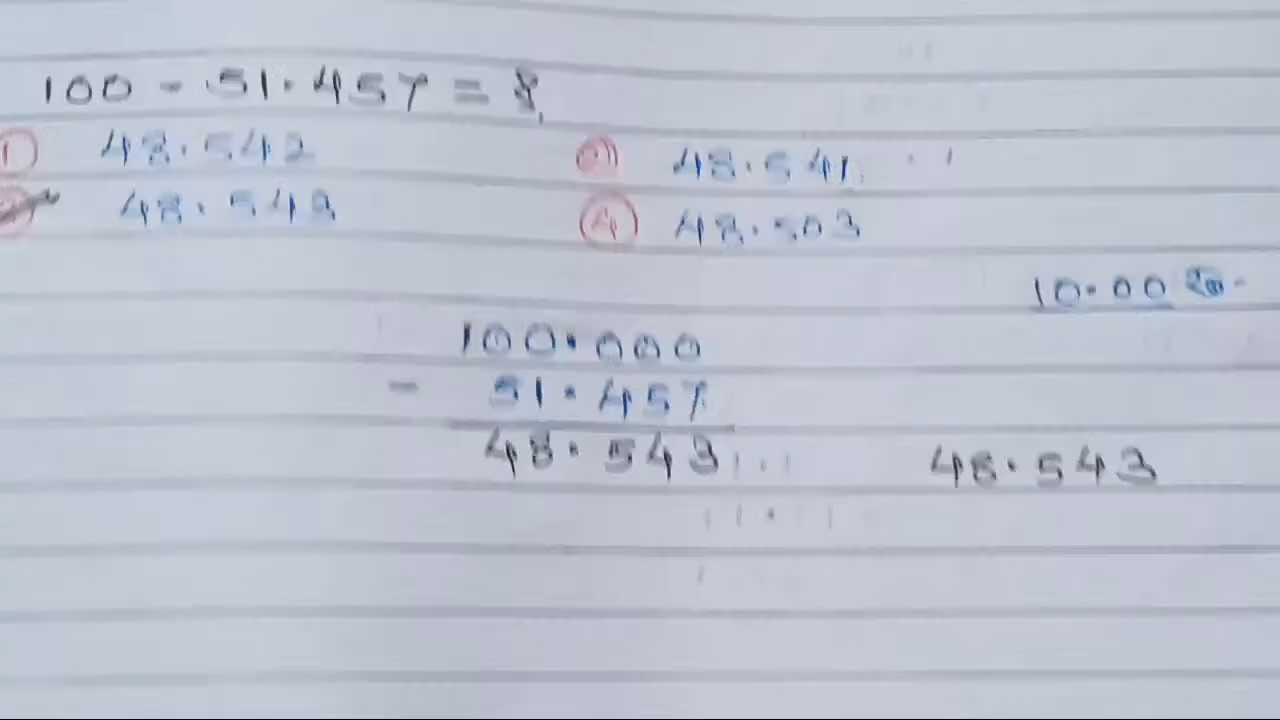 100 - 51.457 = ?
① 48.542 ③ 48.541
② 48.543 ④ 48.503
10.00
100.000
- 51.457
48.543 48.543